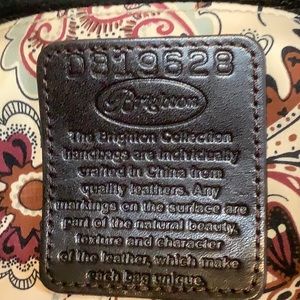 D819628
Brighton
The Brighton Collection
handbags are individually
crafted in China from
quality leathers. Any
markings on the surface are
part of the natural beauty,
texture and character
of the leather, which make
each bag unique.